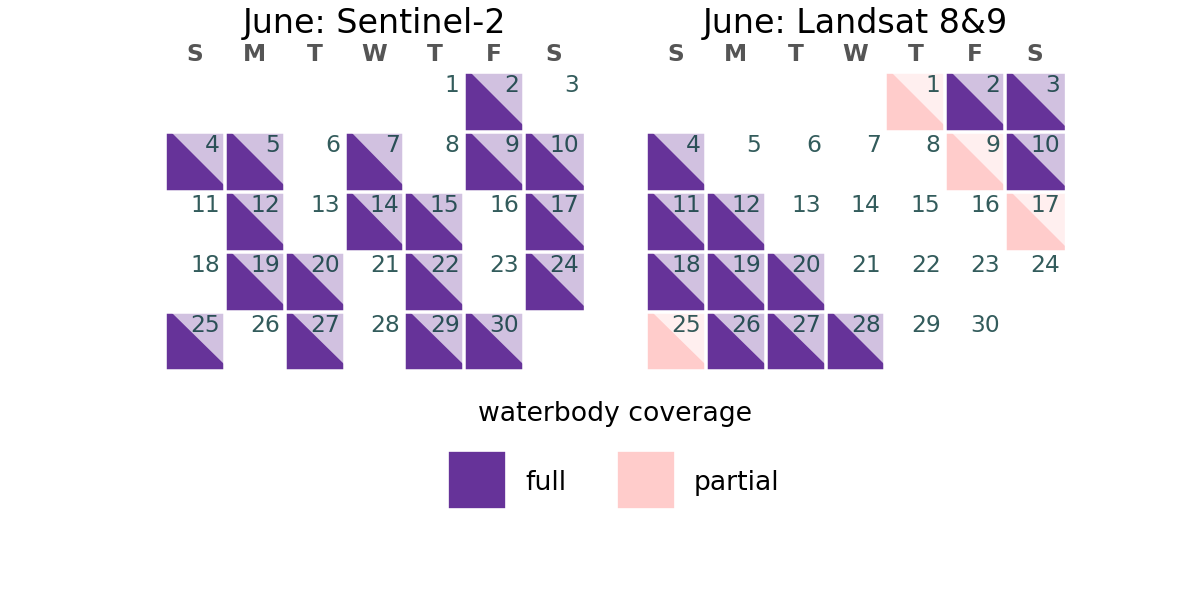 June: Sentinel-2
S M T W T F S
1 2 3
4 5 6 7 8 9 10
11 12 13 14 15 16 17
18 19 20 21 22 23 24
25 26 27 28 29 30
June: Landsat 8&9
S M T W T F S
1 2 3
4 5 6 7 8 9 10
11 12 13 14 15 16 17
18 19 20 21 22 23 24
25 26 27 28 29 30
waterbody coverage
full partial